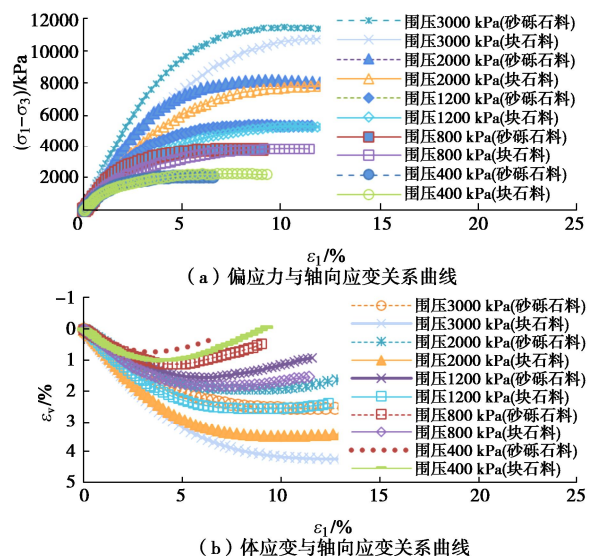 12000
10000
8000
6000
4000
2000
(σ₁−σ₃)/kPa
0
5
10
15
20
25
ε₁/%
围压3000 kPa(砂砾石料)
围压3000 kPa(块石料)
围压2000 kPa(砂砾石料)
围压2000 kPa(块石料)
围压1200 kPa(砂砾石料)
围压1200 kPa(块石料)
围压800 kPa(砂砾石料)
围压800 kPa(块石料)
围压400 kPa(砂砾石料)
围压400 kPa(块石料)
(a) 偏应力与轴向应变关系曲线
−1
0
1
2
3
4
5
εᵥ/%
0
5
10
15
20
25
ε₁/%
围压3000 kPa(砂砾石料)
围压3000 kPa(块石料)
围压2000 kPa(砂砾石料)
围压2000 kPa(块石料)
围压1200 kPa(砂砾石料)
围压1200 kPa(块石料)
围压800 kPa(砂砾石料)
围压800 kPa(块石料)
围压400 kPa(砂砾石料)
围压400 kPa(块石料)
(b) 体应变与轴向应变关系曲线